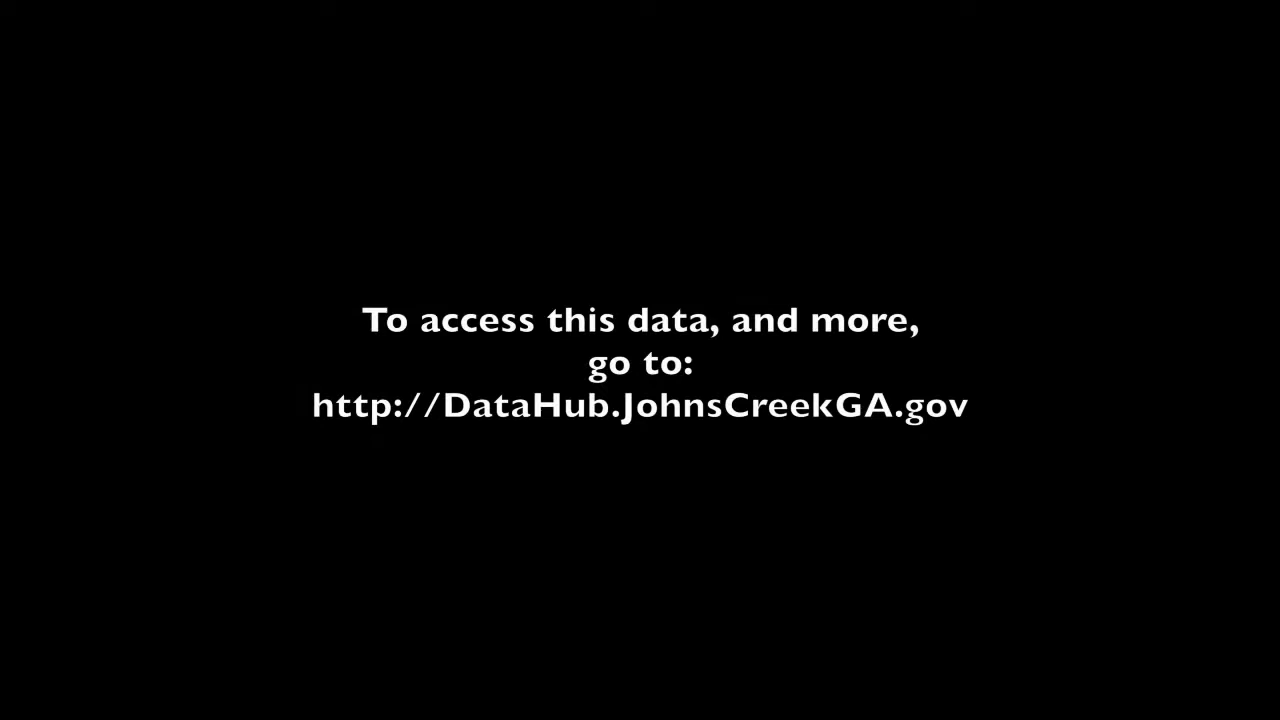 To access this data, and more,
go to:
http://DataHub.JohnsCreekGA.gov